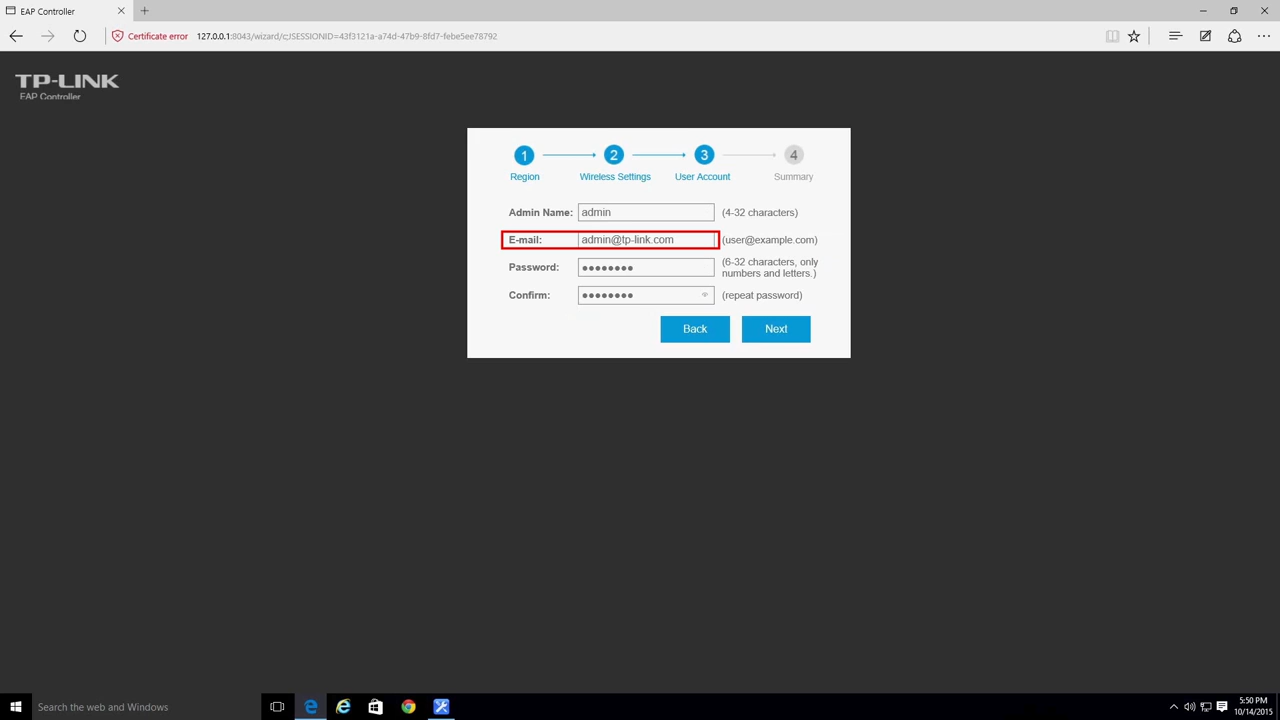 EAP Controller
Certificate error 127.0.0.1:8043/wizard/c;JSESSIONID=43f3121a-a74d-47b9-8fd7-febe5ee78792
TP-LINK
EAP Controller
1 2 3 4
Region Wireless Settings User Account Summary
Admin Name: admin (4-32 characters)
E-mail: admin@tp-link.com (user@example.com)
Password: ●●●●●●●● (6-32 characters, only
numbers and letters.)
Confirm: ●●●●●●●● (repeat password)
Back Next
Search the web and Windows
5:50 PM
10/14/2015